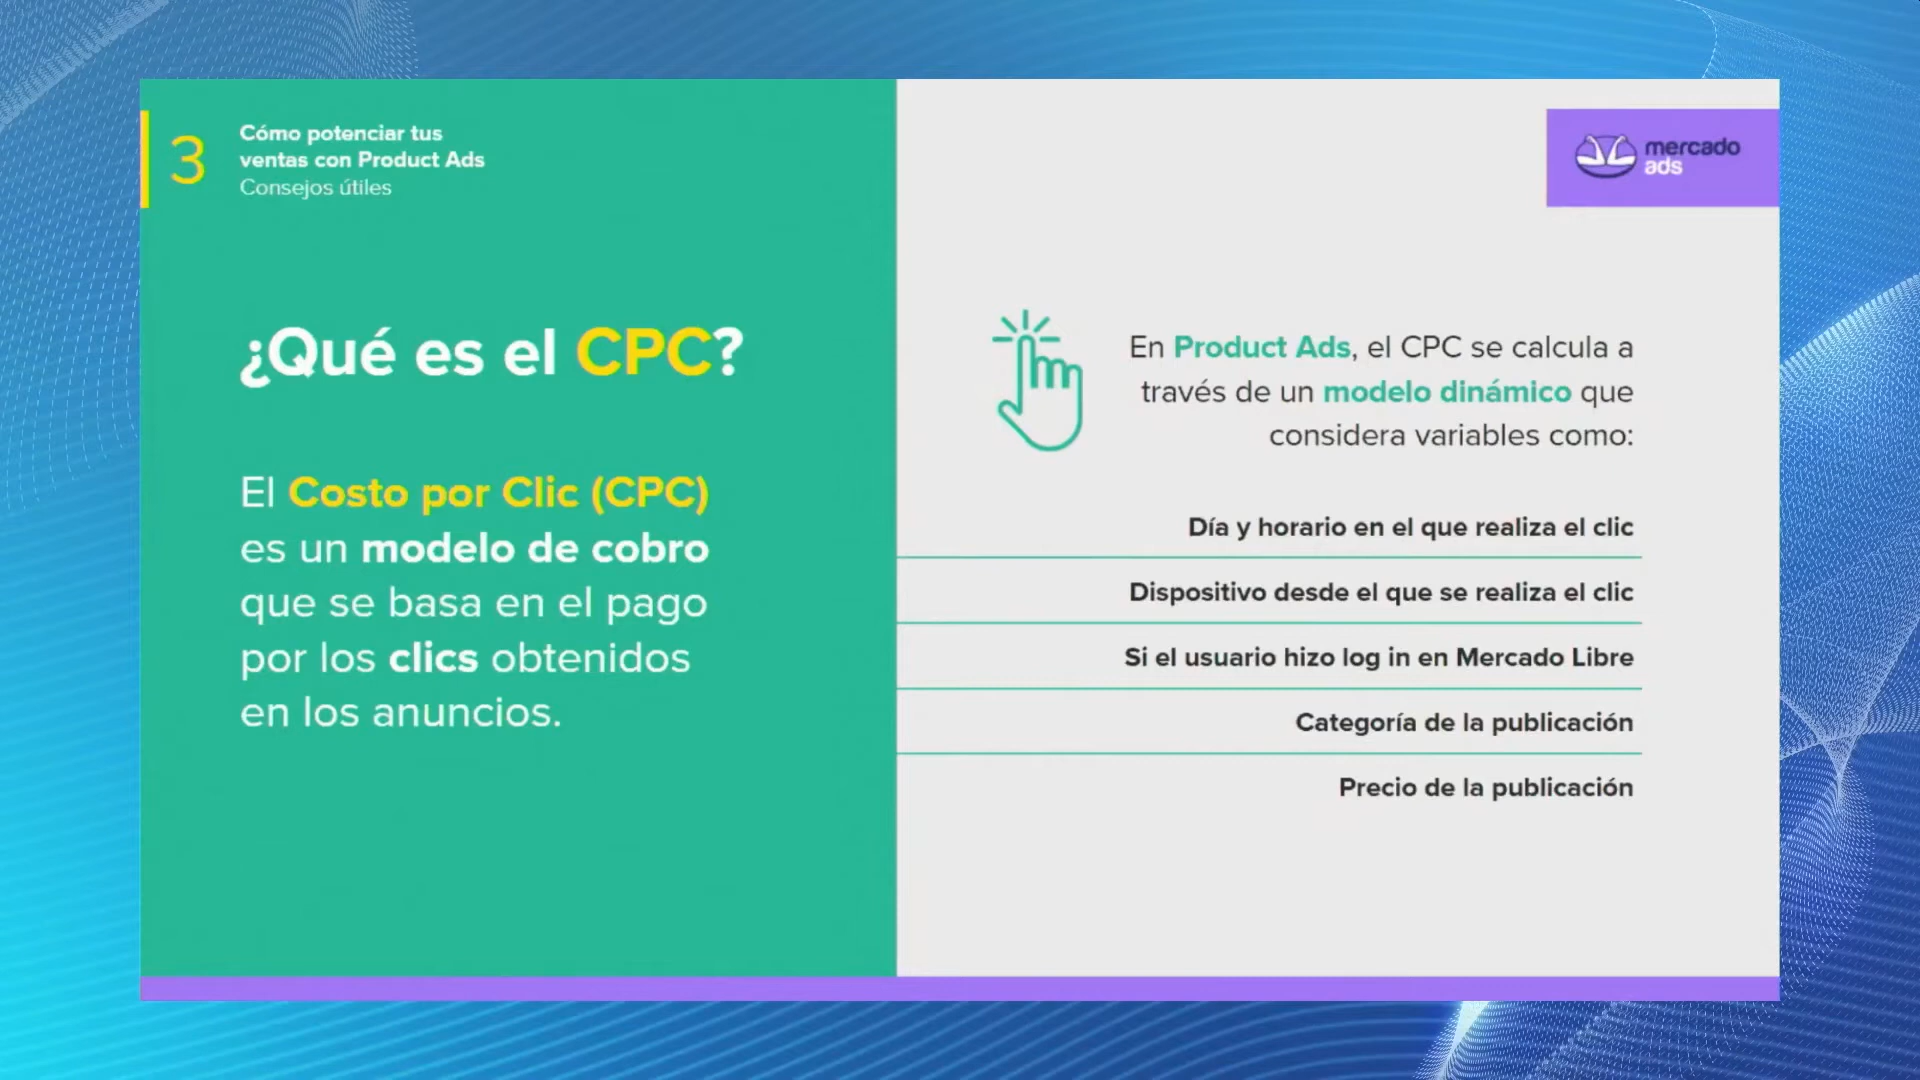 3
Cómo potenciar tus
ventas con Product Ads
Consejos útiles
¿Qué es el CPC?
El Costo por Clic (CPC)
es un modelo de cobro
que se basa en el pago
por los clics obtenidos
en los anuncios.
mercado
ads
En Product Ads, el CPC se calcula a
través de un modelo dinámico que
considera variables como:
Día y horario en el que realiza el clic
Dispositivo desde el que se realiza el clic
Si el usuario hizo log in en Mercado Libre
Categoría de la publicación
Precio de la publicación